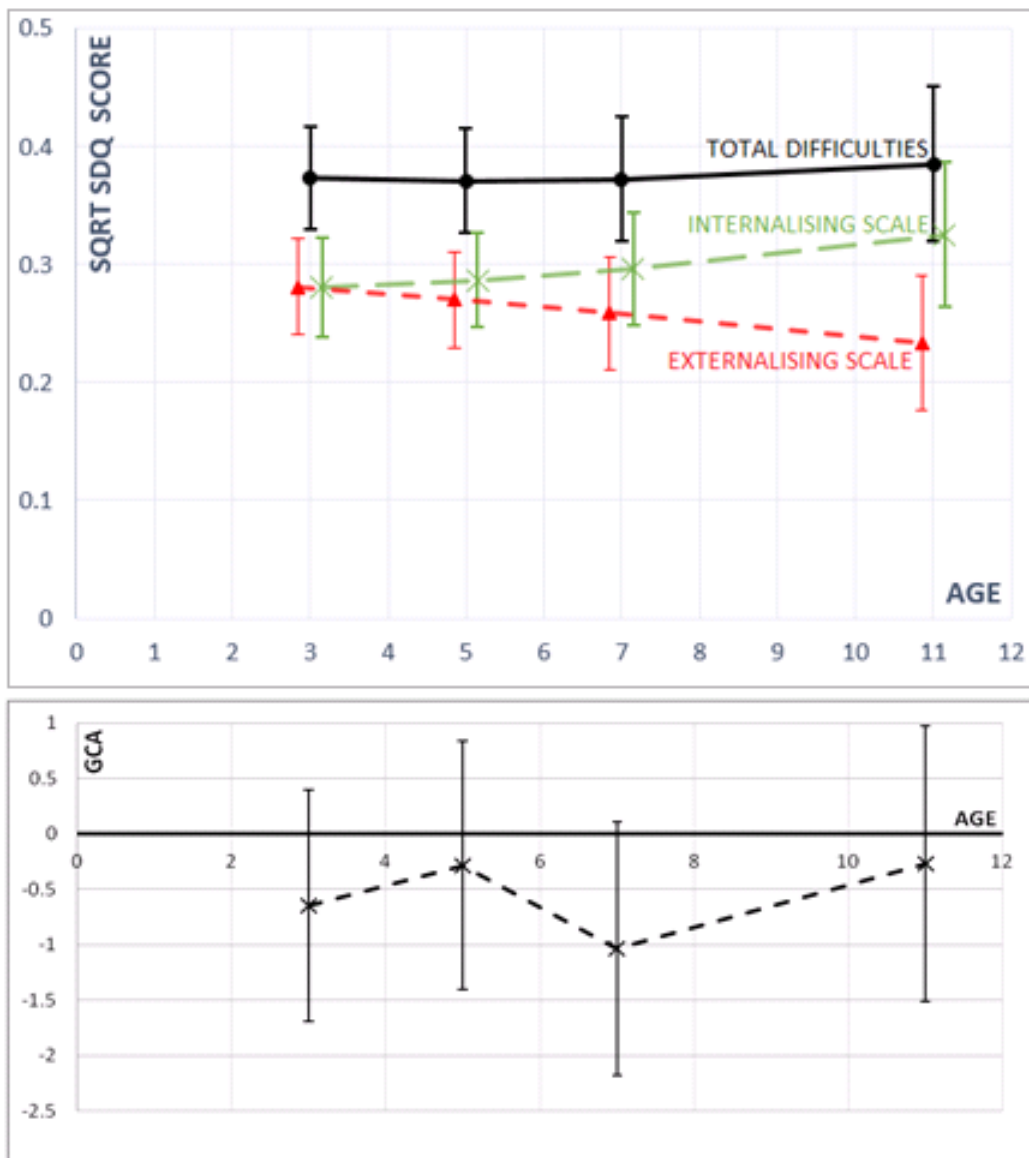 SQRT SDQ SCORE
0.5
0.4
0.3
0.2
0.1
0
TOTAL DIFFICULTIES
INTERNALISING SCALE
EXTERNALISING SCALE
AGE
0 1 2 3 4 5 6 7 8 9 10 11 12
GCA
1
0.5
0
-0.5
-1
-1.5
-2
-2.5
AGE
0 2 4 6 8 10 12